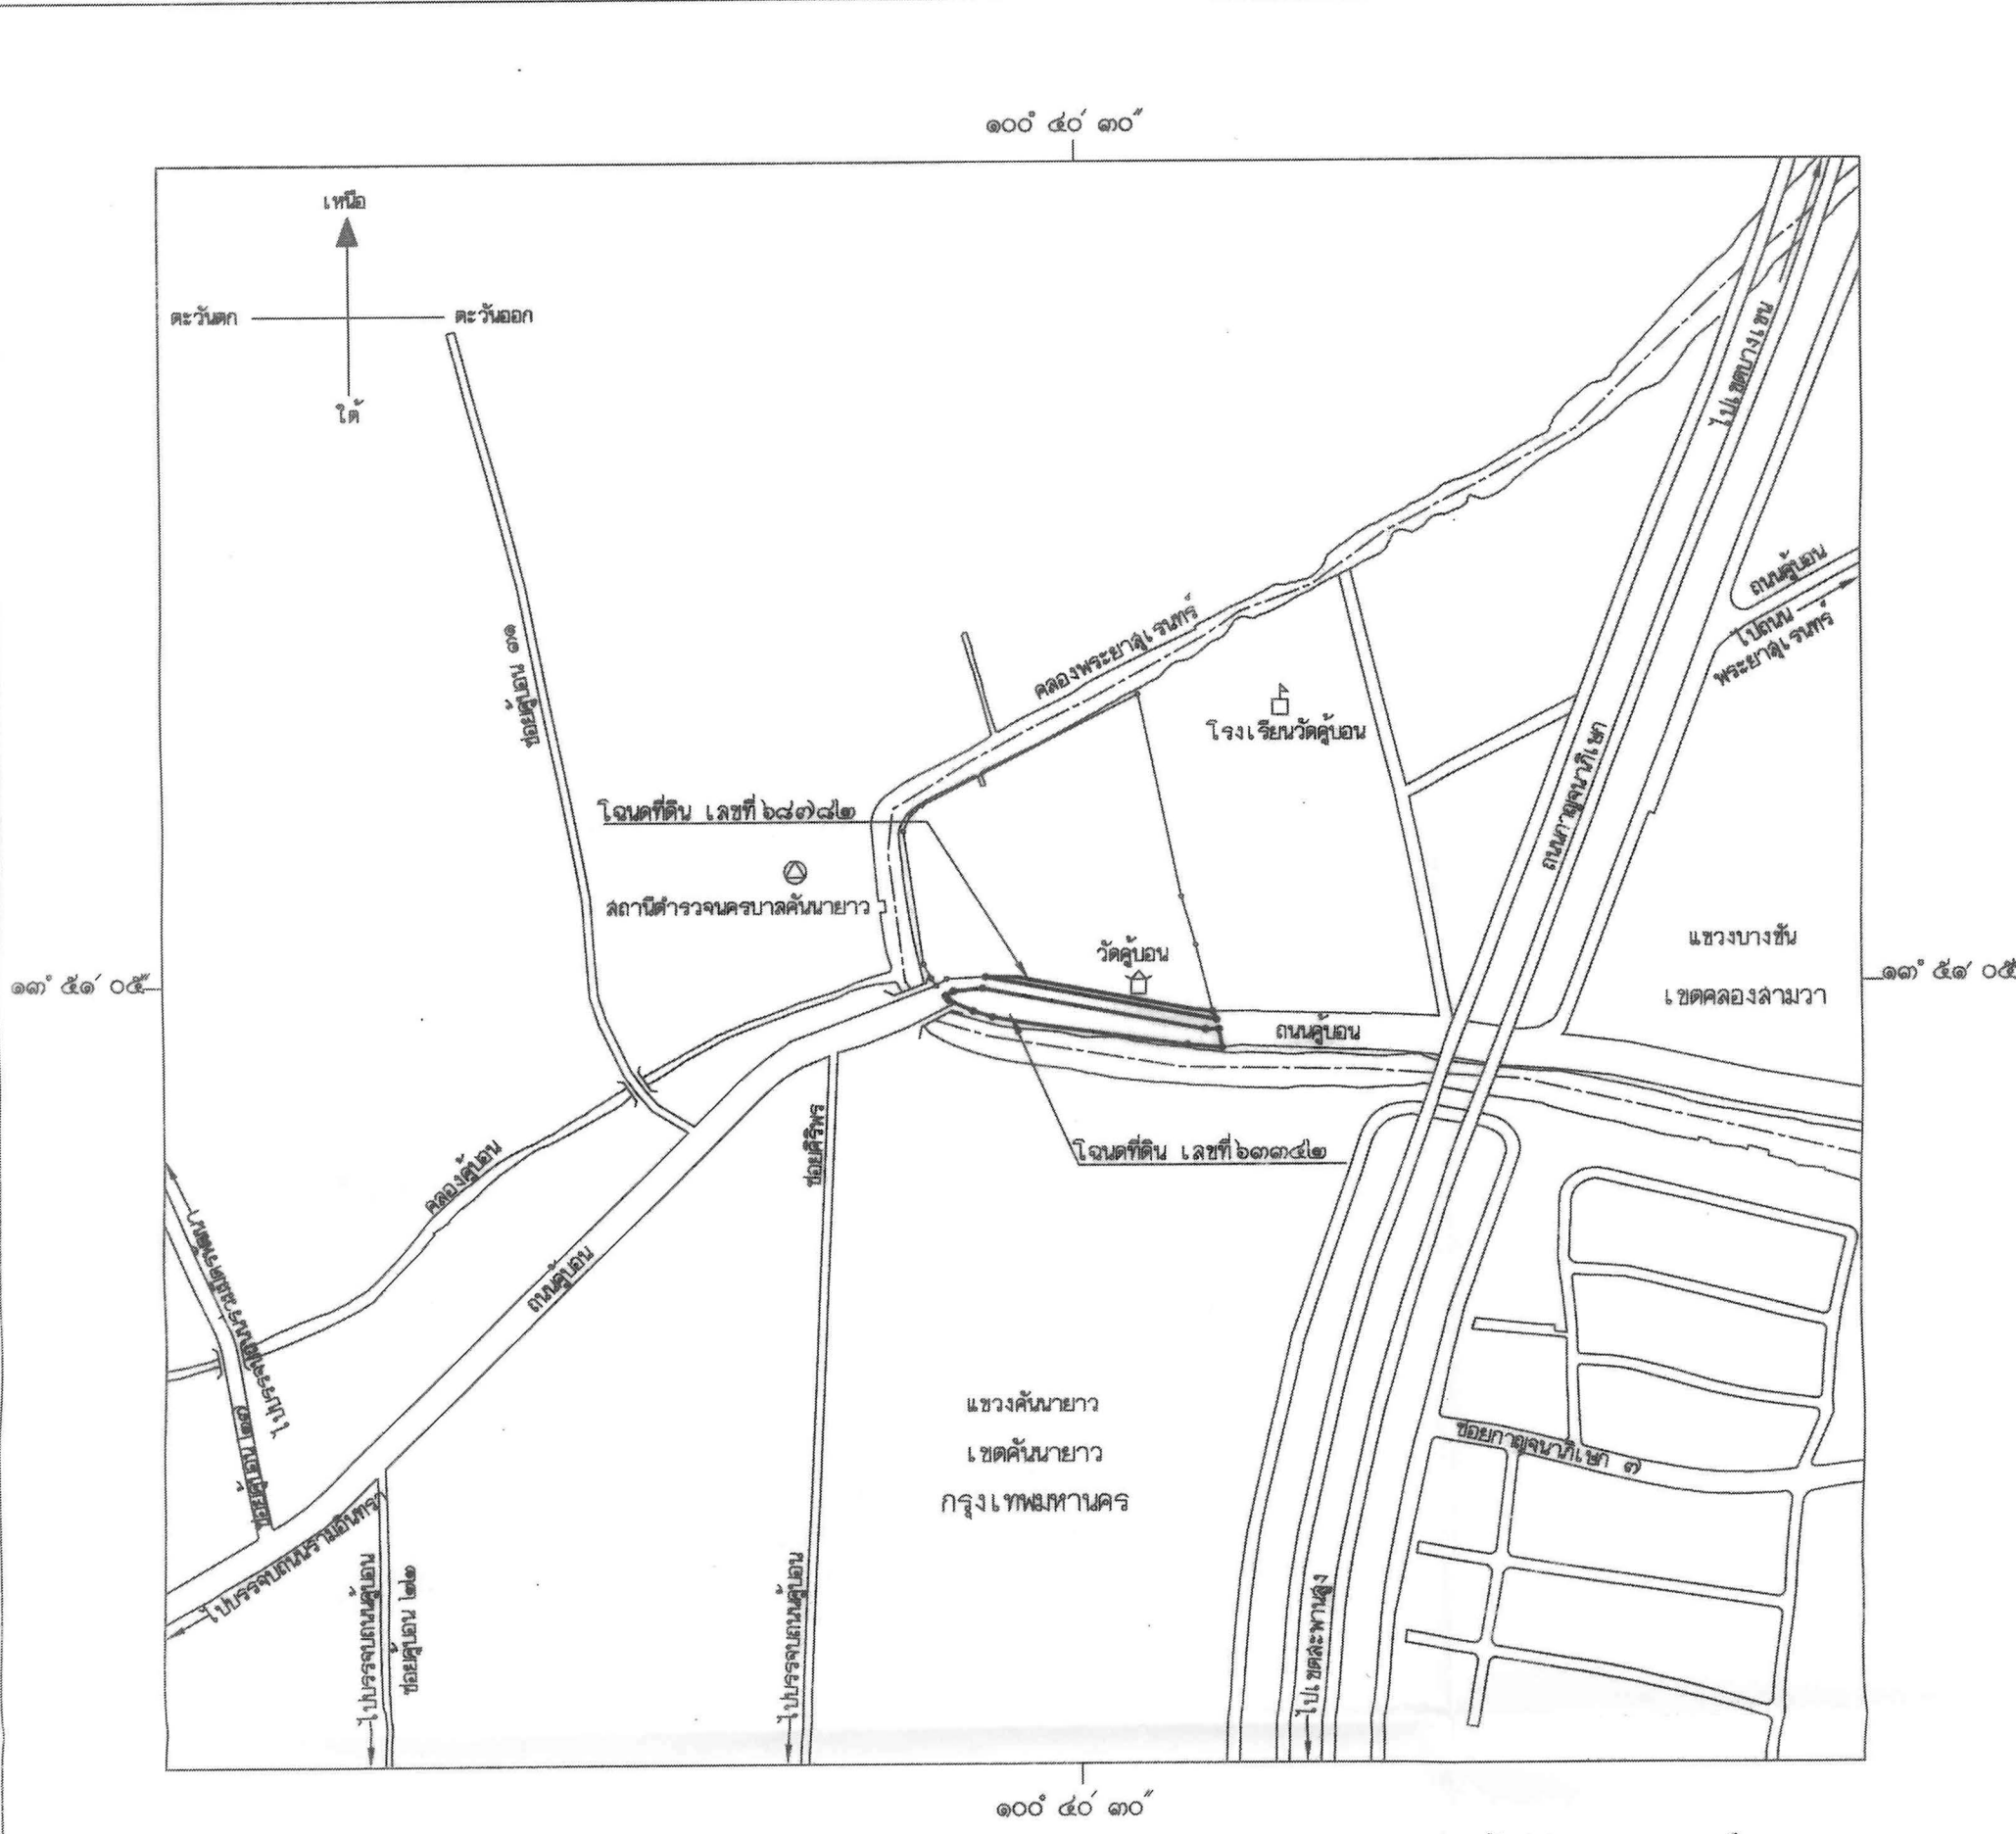 ๑๐๐° ๔๐′ ๓๐″
เหนือ
ตะวันตก
ตะวันออก
ใต้
ไปเขตบางเขน
ถนนคู้บอน
ไปถนน
พระยาสุเรนทร์
ซอยคู้บอน ๓๑
คลองพระยาสุเรนทร์
โรงเรียนวัดคู้บอน
ถนนกาญจนาภิเษก
โฉนดที่ดิน เลขที่ ๖๘๗๘๒
สถานีตำรวจนครบาลคันนายาว
วัดคู้บอน
แขวงบางชัน
เขตคลองสามวา
๑๓° ๕๑′ ๐๕″
๑๓° ๕๑′ ๐๕″
ถนนคู้บอน
ซอยศิริพร
โฉนดที่ดิน เลขที่ ๖๓๓๔๒
คลองคู้บอน
ถนนคู้บอน
ซอยคู้บอน ๒๗
ไปบรรจบถนนรามอินทรา
ไปบรรจบถนนคู้บอน
ซอยคู้บอน ๒๒
ไปบรรจบถนนคู้บอน
แขวงคันนายาว
เขตคันนายาว
กรุงเทพมหานคร
ซอยกาญจนาภิเษก ๗
ไปเขตสะพานสูง
๑๐๐° ๔๐′ ๓๐″